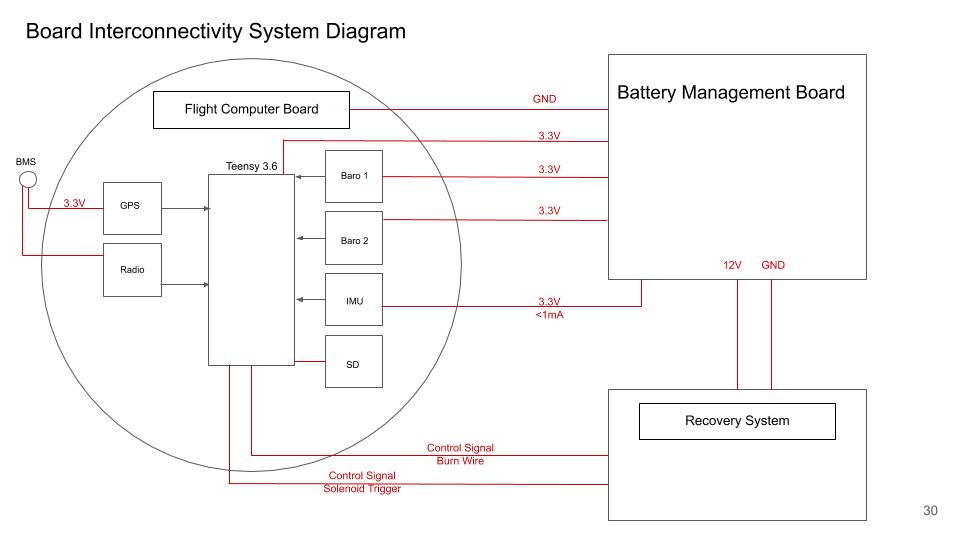 Board Interconnectivity System Diagram
Flight Computer Board
GND
Battery Management Board
3.3V
BMS
Teensy 3.6
Baro 1
3.3V
3.3V
GPS
3.3V
Baro 2
Radio
12V
GND
IMU
3.3V
<1mA
SD
Recovery System
Control Signal
Burn Wire
Control Signal
Solenoid Trigger
30